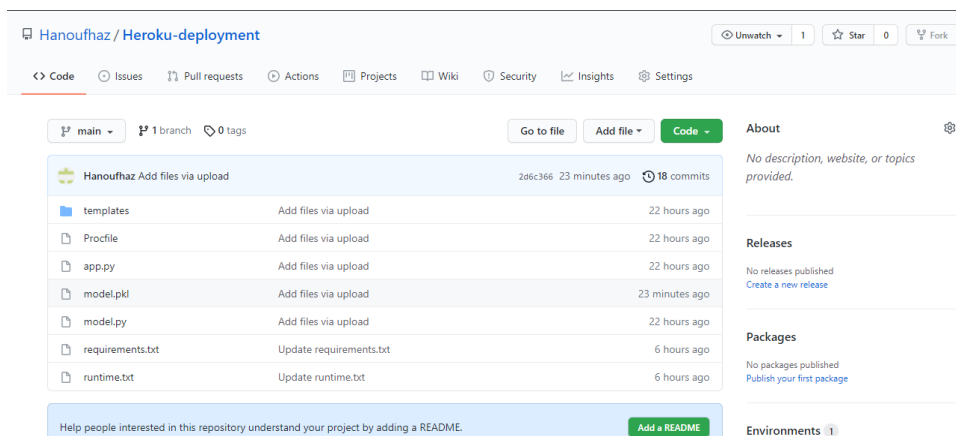 Hanoufhaz / Heroku-deployment
Unwatch 1 Star 0 Fork
<> Code Issues Pull requests Actions Projects Wiki Security Insights Settings
main 1 branch 0 tags Go to file Add file Code
Hanoufhaz Add files via upload 2d6c366 23 minutes ago 18 commits
templates Add files via upload 22 hours ago
Procfile Add files via upload 22 hours ago
app.py Add files via upload 22 hours ago
model.pkl Add files via upload 23 minutes ago
model.py Add files via upload 22 hours ago
requirements.txt Update requirements.txt 6 hours ago
runtime.txt Update runtime.txt 6 hours ago
Help people interested in this repository understand your project by adding a README. Add a README
About
No description, website, or topics
provided.
Releases
No releases published
Create a new release
Packages
No packages published
Publish your first package
Environments 1